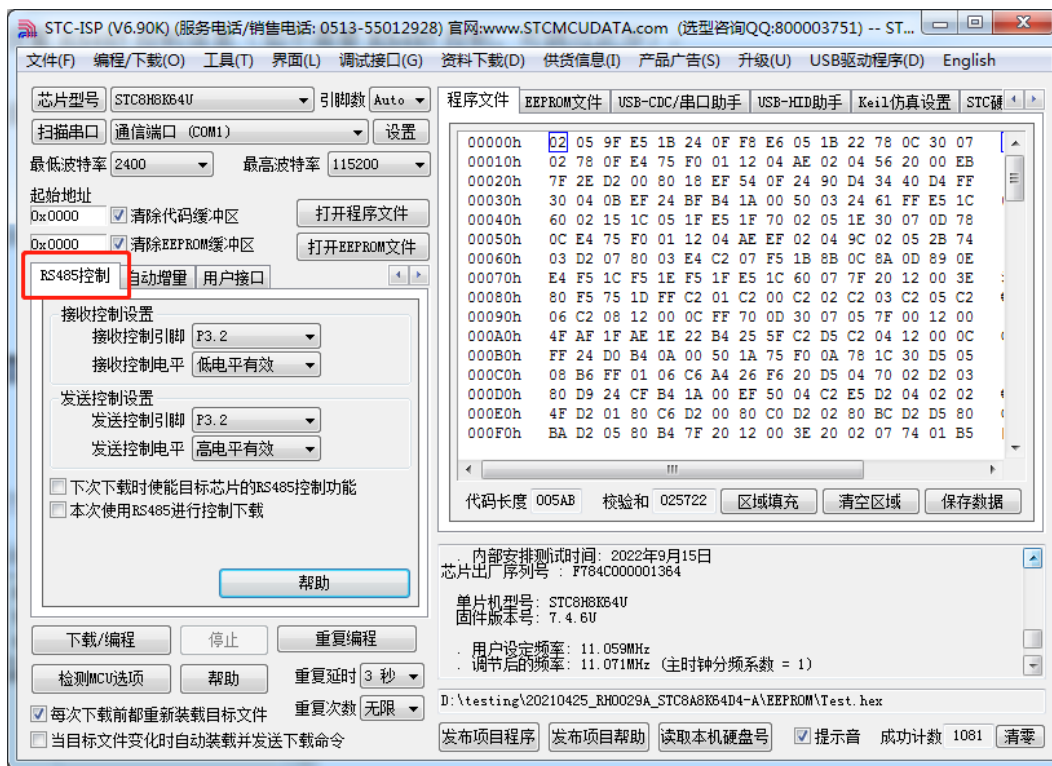 STC-ISP (V6.90K) (服务电话/销售电话: 0513-55012928) 官网:www.STCMCUDATA.com (选型咨询QQ:800003751) -- ST...
文件(F) 编程/下载(O) 工具(T) 界面(L) 调试接口(G) 资料下载(D) 供货信息(I) 产品广告(S) 升级(U) USB驱动程序(D) English
芯片型号 STC8H8K64U 引脚数 Auto
扫描串口 通信端口 (COM1) 设置
最低波特率 2400 最高波特率 115200
起始地址
0x0000 清除代码缓冲区 打开程序文件
0x0000 清除EEPROM缓冲区 打开EEPROM文件
RS485控制 自动增量 用户接口
接收控制设置
接收控制引脚 P3.2
接收控制电平 低电平有效
发送控制设置
发送控制引脚 P3.2
发送控制电平 高电平有效
下次下载时使能目标芯片的RS485控制功能
本次使用RS485进行控制下载
帮助
下载/编程 停止 重复编程
检测MCU选项 帮助 重复延时 3 秒
每次下载前都重新装载目标文件 重复次数 无限
当目标文件变化时自动装载并发送下载命令
程序文件 EEPROM文件 USB-CDC/串口助手 USB-HID助手 Keil仿真设置 STC硬
00000h 02 05 9F E5 1B 24 0F F8 E6 05 1B 22 78 0C 30 07
00010h 02 78 0F E4 75 F0 01 12 04 AE 02 04 56 20 00 EB
00020h 7F 2E D2 00 80 18 EF 54 0F 24 90 D4 34 40 D4 FF
00030h 30 04 0B EF 24 BF B4 1A 00 50 03 24 61 FF E5 1C
00040h 60 02 15 1C 05 1F E5 1F 70 02 05 1E 30 07 0D 78
00050h 0C E4 75 F0 01 12 04 AE EF 02 04 9C 02 05 2B 74
00060h 03 D2 07 80 03 E4 C2 07 F5 1B 8B 0C 8A 0D 89 0E
00070h E4 F5 1C F5 1E F5 1F E5 1C 60 07 7F 20 12 00 3E
00080h 80 F5 75 1D FF C2 01 C2 00 C2 02 C2 03 C2 05 C2
00090h 06 C2 08 12 00 0C FF 70 0D 30 07 05 7F 00 12 00
000A0h 4F AF 1F AE 1E 22 B4 25 5F C2 D5 C2 04 12 00 0C
000B0h FF 24 D0 B4 0A 00 50 1A 75 F0 0A 78 1C 30 D5 05
000C0h 08 B6 FF 01 06 C6 A4 26 F6 20 D5 04 70 02 D2 03
000D0h 80 D9 24 CF B4 1A 00 EF 50 04 C2 E5 D2 04 02 02
000E0h 4F D2 01 80 C6 D2 00 80 C0 D2 02 80 BC D2 D5 80
000F0h BA D2 05 80 B4 7F 20 12 00 3E 20 02 07 74 01 B5
代码长度 005AB 校验和 025722 区域填充 清空区域 保存数据
. 内部安排测试时间: 2022年9月15日
芯片出厂序列号 : F784C000001364
单片机型号: STC8H8K64U
固件版本号: 7.4.6U
. 用户设定频率: 11.059MHz
. 调节后的频率: 11.071MHz (主时钟分频系数 = 1)
D:\testing\20210425_RH0029A_STC8A8K64D4-A\EEPROM\Test.hex
发布项目程序 发布项目帮助 读取本机硬盘号 提示音 成功计数 1081 清零